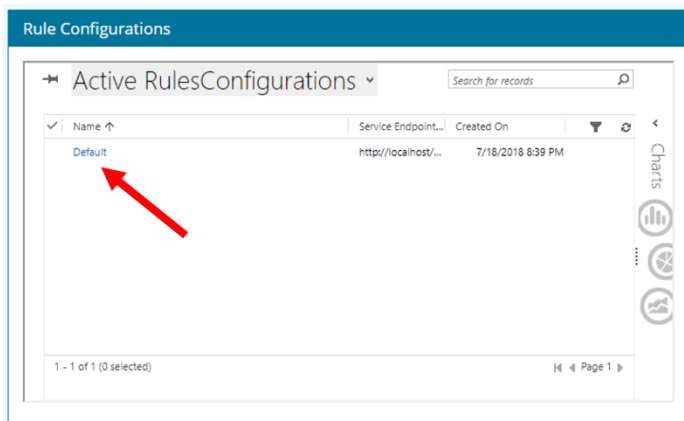 Rule Configurations
Active RulesConfigurations
Search for records
Name Service Endpoint... Created On
Default http://localhost/... 7/18/2018 8:39 PM
Charts
1 - 1 of 1 (0 selected) Page 1